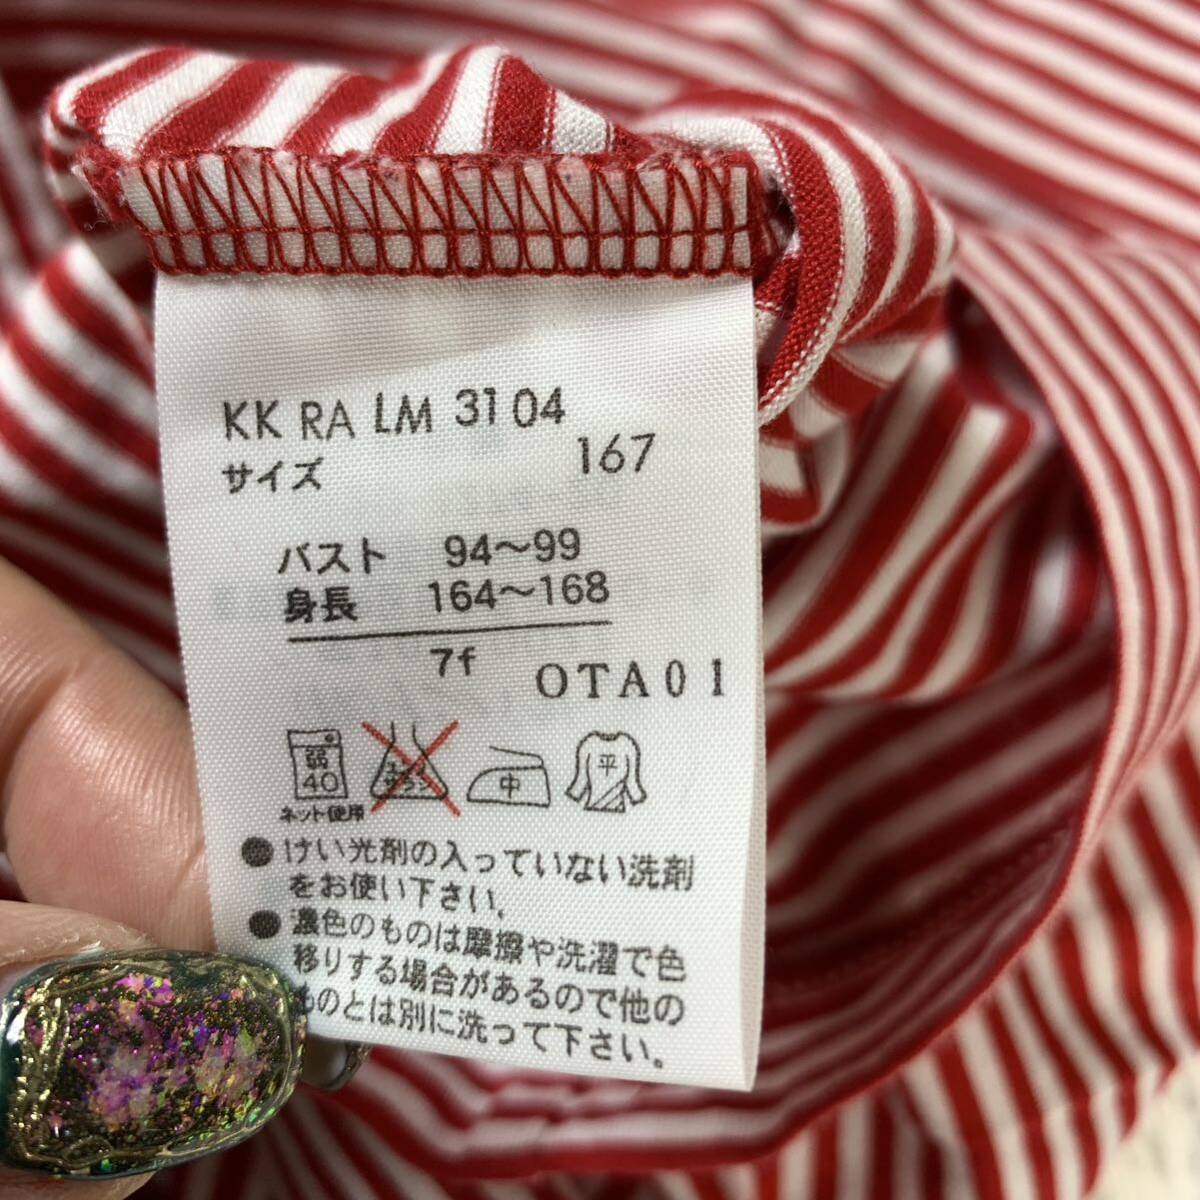 KK RA LM 3104
167
サイズ
バスト 94～99
身長 164～168
7f
OTA01
弱
40
ネット使用
エンソ
中
平
●けい光剤の入っていない洗剤
をお使い下さい.
●濃色のものは摩擦や洗濯で色
移りする場合があるので他の
ものとは別に洗って下さい。